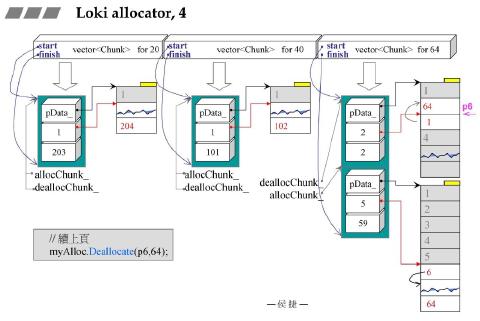 Loki allocator, 4
start
finish
vector<Chunk> for 20
start
finish
vector<Chunk> for 40
start
finish
vector<Chunk> for 64
pData_
1
203
1
204
allocChunk_
deallocChunk_
pData_
1
101
1
102
allocChunk_
deallocChunk_
pData_
2
2
1
64
1
4
p6
deallocChunk_
allocChunk_
pData_
5
59
1
2
3
4
5
6
64
// 續上頁
myAlloc.Deallocate(p6,64);
—侯捷—